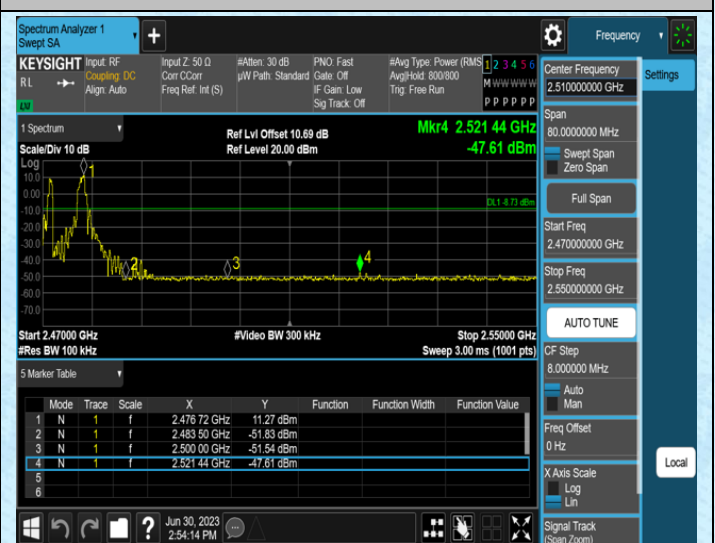 Spectrum Analyzer 1
Swept SA
+
Frequency
KEYSIGHT
RL
LXI
Input: RF
Coupling: DC
Align: Auto
Input Z: 50 Ω
Corr CCorr
Freq Ref: Int (S)
#Atten: 30 dB
µW Path: Standard
PNO: Fast
Gate: Off
IF Gain: Low
Sig Track: Off
#Avg Type: Power (RMS
Avg|Hold: 800/800
Trig: Free Run
1 2 3 4 5 6
M W W W W W
P P P P P P
1 Spectrum
Scale/Div 10 dB
Ref Lvl Offset 10.69 dB
Ref Level 20.00 dBm
Mkr4 2.521 44 GHz
-47.61 dBm
Log
10.0
0.00
-10.0
-20.0
-30.0
-40.0
-50.0
-60.0
-70.0
1
2
3
4
DL1 -8.73 dBm
Start 2.47000 GHz
#Res BW 100 kHz
#Video BW 300 kHz
Stop 2.55000 GHz
Sweep 3.00 ms (1001 pts)
5 Marker Table
Mode Trace Scale X Y Function Function Width Function Value
1 N 1 f 2.476 72 GHz 11.27 dBm
2 N 1 f 2.483 50 GHz -51.83 dBm
3 N 1 f 2.500 00 GHz -51.54 dBm
4 N 1 f 2.521 44 GHz -47.61 dBm
5
6
Jun 30, 2023
2:54:14 PM
?
Center Frequency
2.510000000 GHz
Settings
Span
80.0000000 MHz
Swept Span
Zero Span
Full Span
Start Freq
2.470000000 GHz
Stop Freq
2.550000000 GHz
AUTO TUNE
CF Step
8.000000 MHz
Auto
Man
Freq Offset
0 Hz
X Axis Scale
Log
Lin
Local
Signal Track
(Span Zoom)